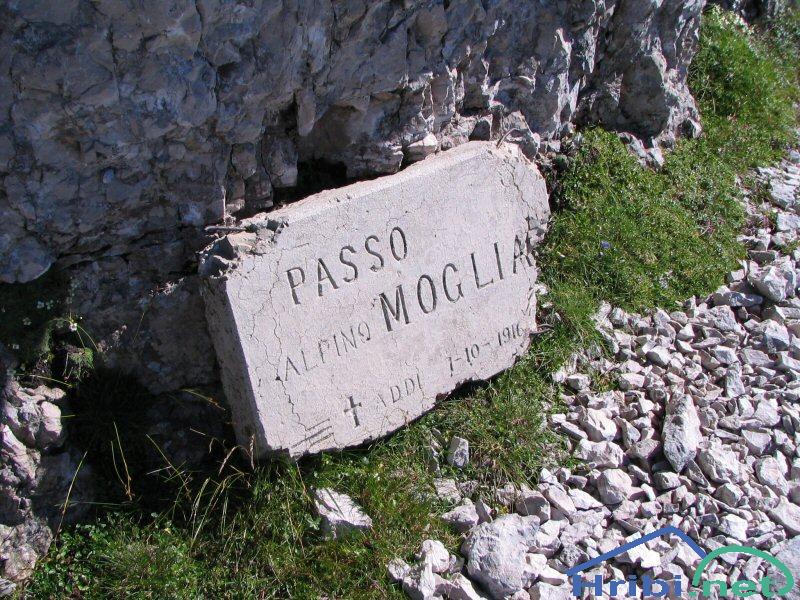 PASSO
ALPINO MOGLIA
✝ ADDI 1-10-1916
Hribi.net